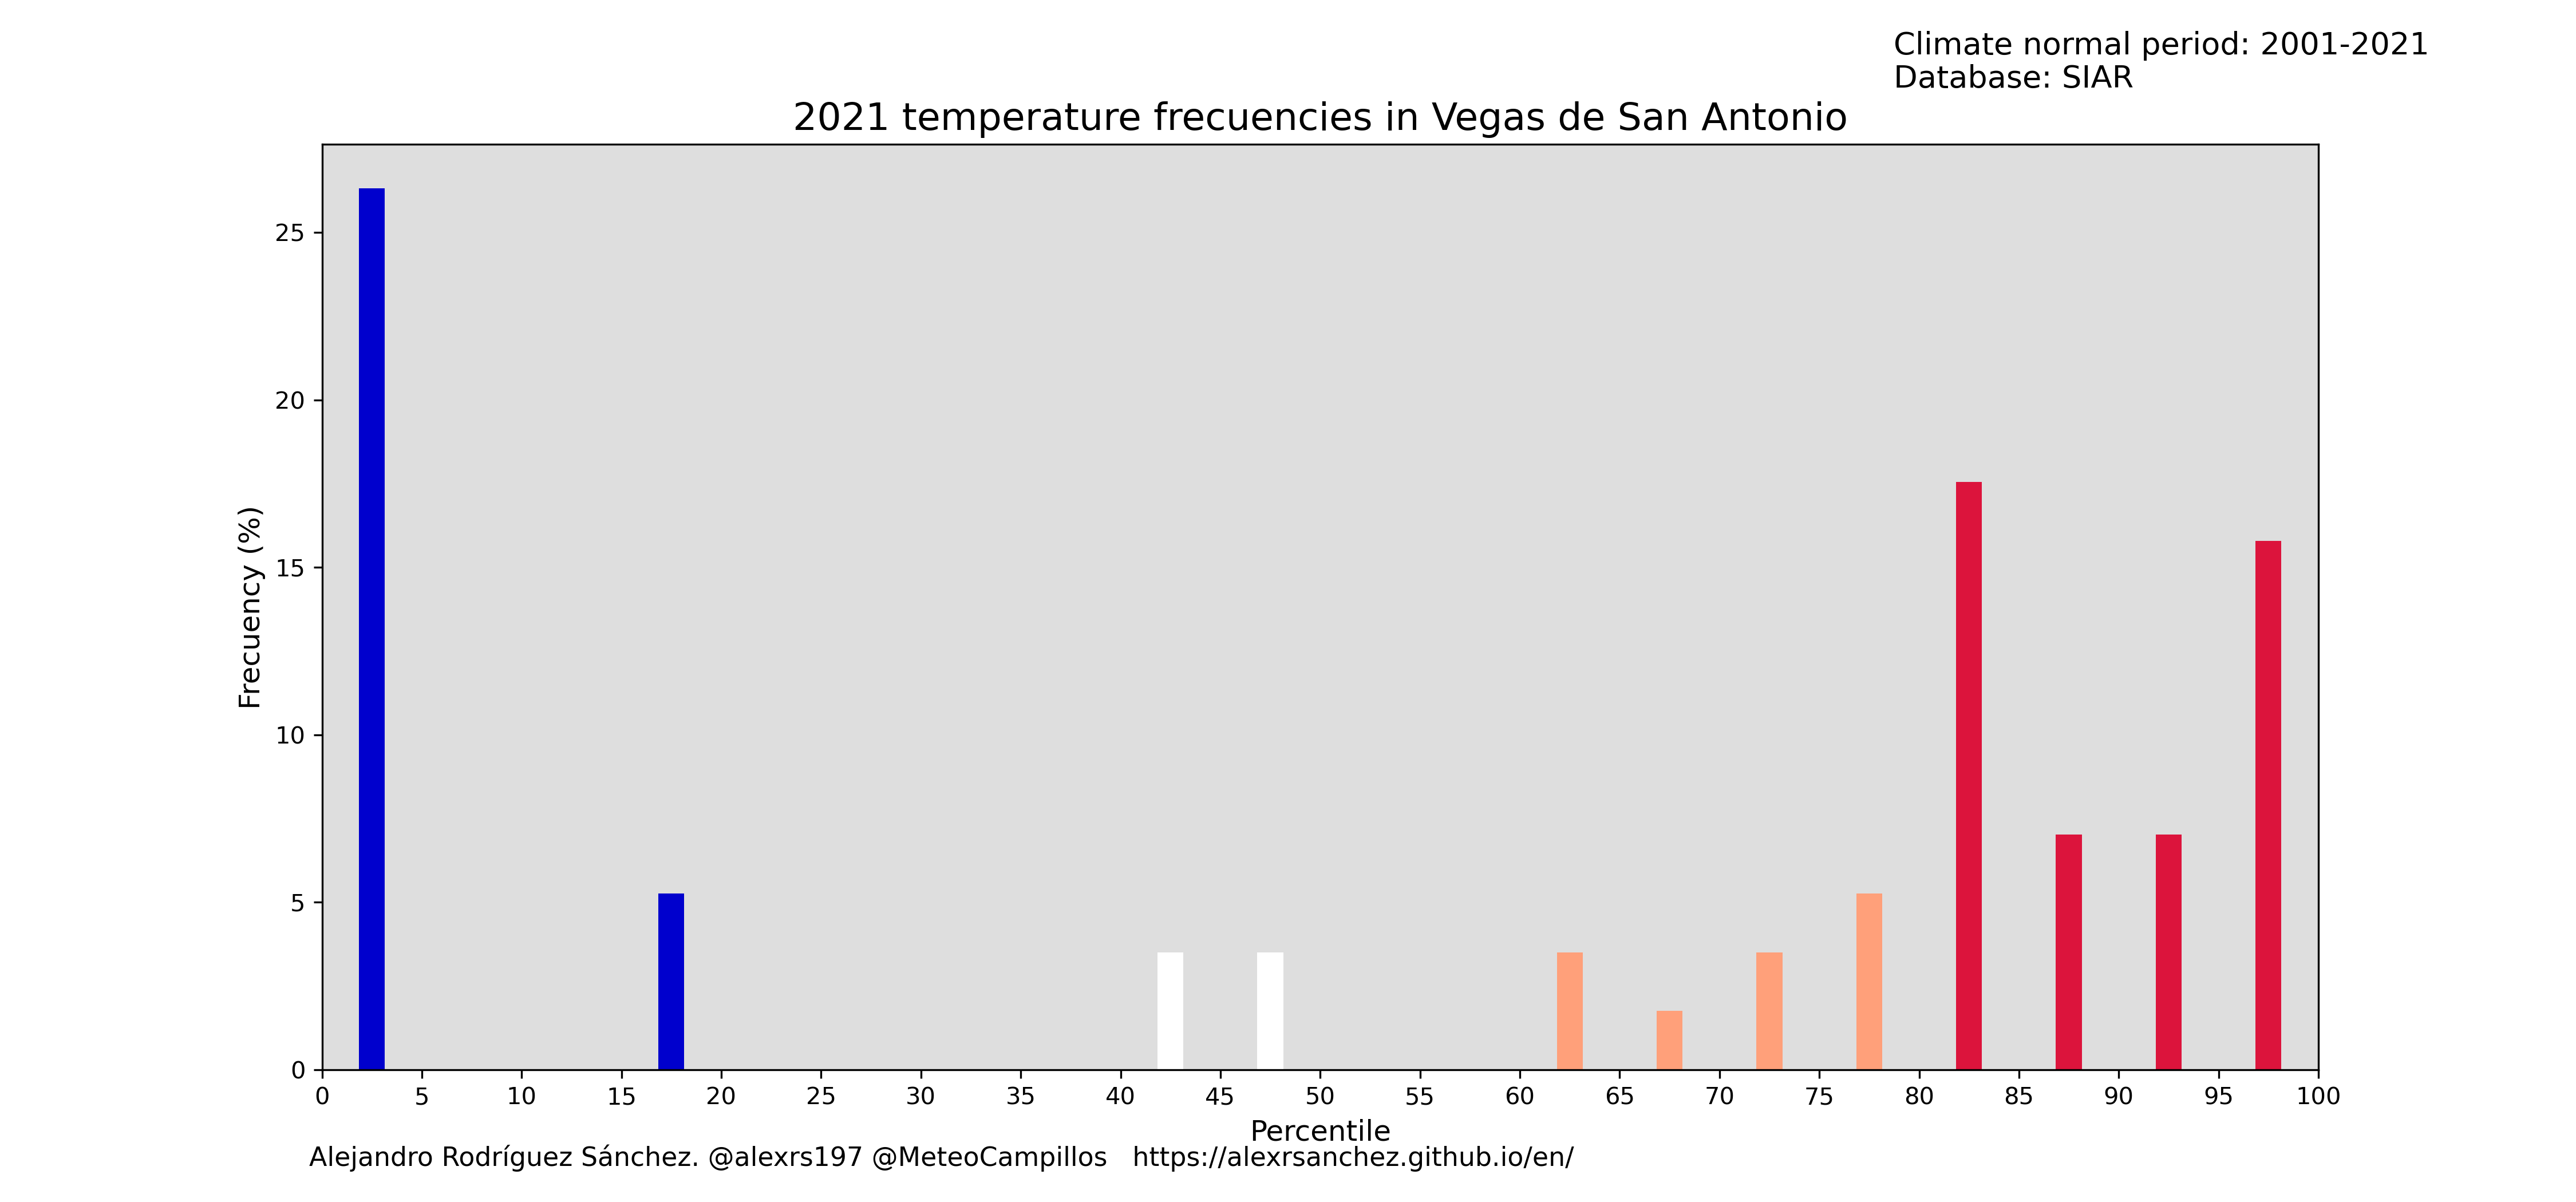 Climate normal period: 2001-2021
Database: SIAR
2021 temperature frecuencies in Vegas de San Antonio
Frecuency (%)
25
20
15
10
5
0
0 5 10 15 20 25 30 35 40 45 50 55 60 65 70 75 80 85 90 95 100
Percentile
Alejandro Rodríguez Sánchez. @alexrs197 @MeteoCampillos https://alexrsanchez.github.io/en/